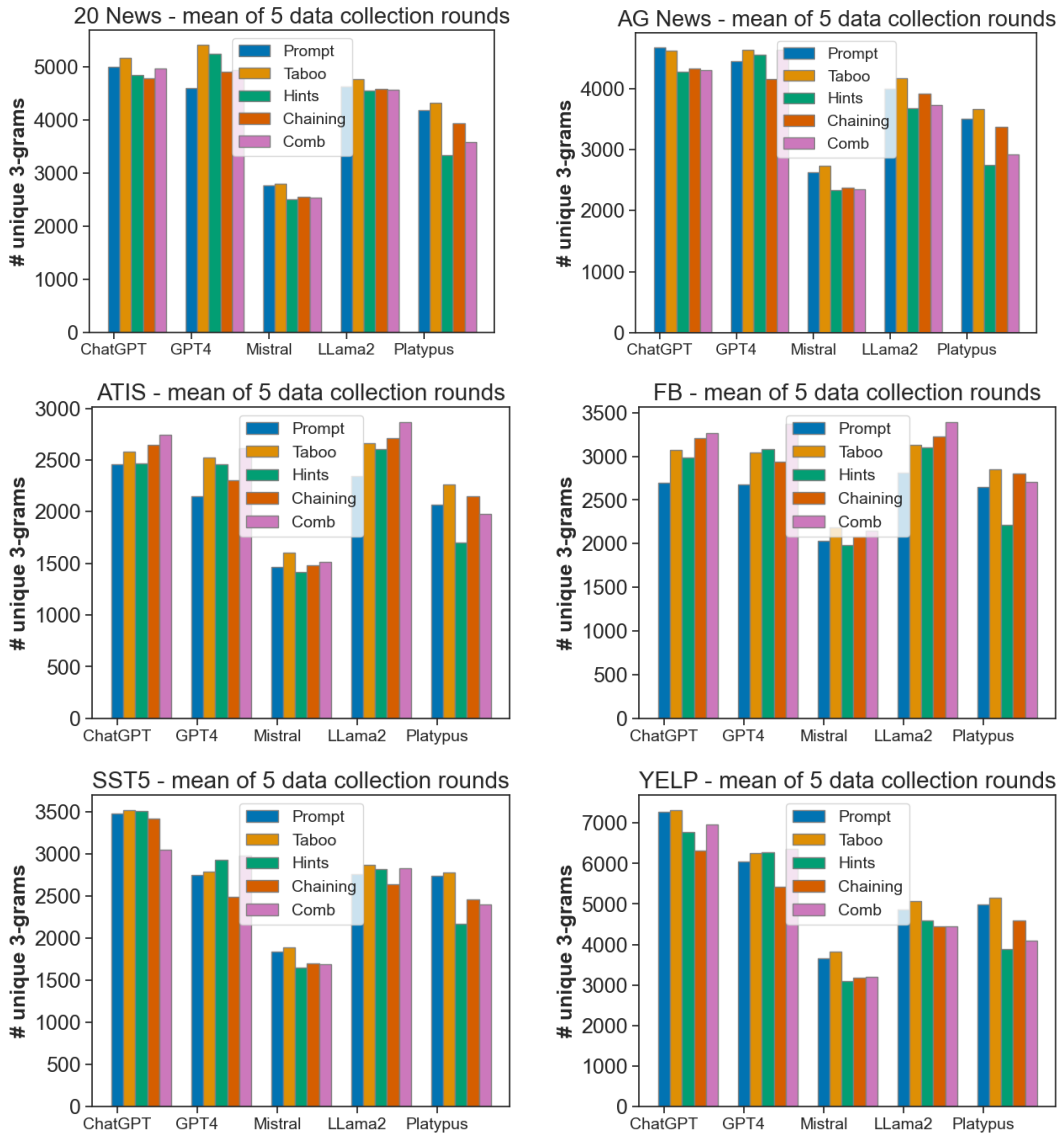 20 News - mean of 5 data collection rounds
# unique 3-grams
5000
4000
3000
2000
1000
0
Prompt
Taboo
Hints
Chaining
Comb
ChatGPT GPT4 Mistral LLama2 Platypus
AG News - mean of 5 data collection rounds
# unique 3-grams
4000
3000
2000
1000
0
Prompt
Taboo
Hints
Chaining
Comb
ChatGPT GPT4 Mistral LLama2 Platypus
ATIS - mean of 5 data collection rounds
# unique 3-grams
3000
2500
2000
1500
1000
500
0
Prompt
Taboo
Hints
Chaining
Comb
ChatGPT GPT4 Mistral LLama2 Platypus
FB - mean of 5 data collection rounds
# unique 3-grams
3500
3000
2500
2000
1500
1000
500
0
Prompt
Taboo
Hints
Chaining
Comb
ChatGPT GPT4 Mistral LLama2 Platypus
SST5 - mean of 5 data collection rounds
# unique 3-grams
3500
3000
2500
2000
1500
1000
500
0
Prompt
Taboo
Hints
Chaining
Comb
ChatGPT GPT4 Mistral LLama2 Platypus
YELP - mean of 5 data collection rounds
# unique 3-grams
7000
6000
5000
4000
3000
2000
1000
0
Prompt
Taboo
Hints
Chaining
Comb
ChatGPT GPT4 Mistral LLama2 Platypus